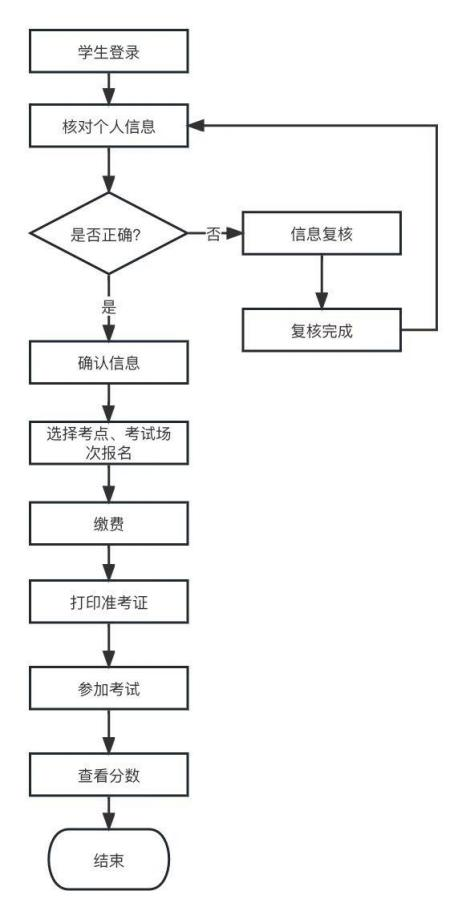 学生登录
核对个人信息
是否正确?
否
信息复核
是
复核完成
确认信息
选择考点、考试场
次报名
缴费
打印准考证
参加考试
查看分数
结束